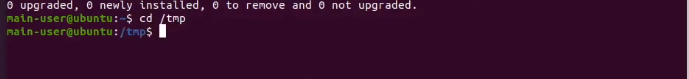 0 upgraded, 0 newly installed, 0 to remove and 0 not upgraded.
main-user@ubuntu:~$ cd /tmp
main-user@ubuntu:/tmp$